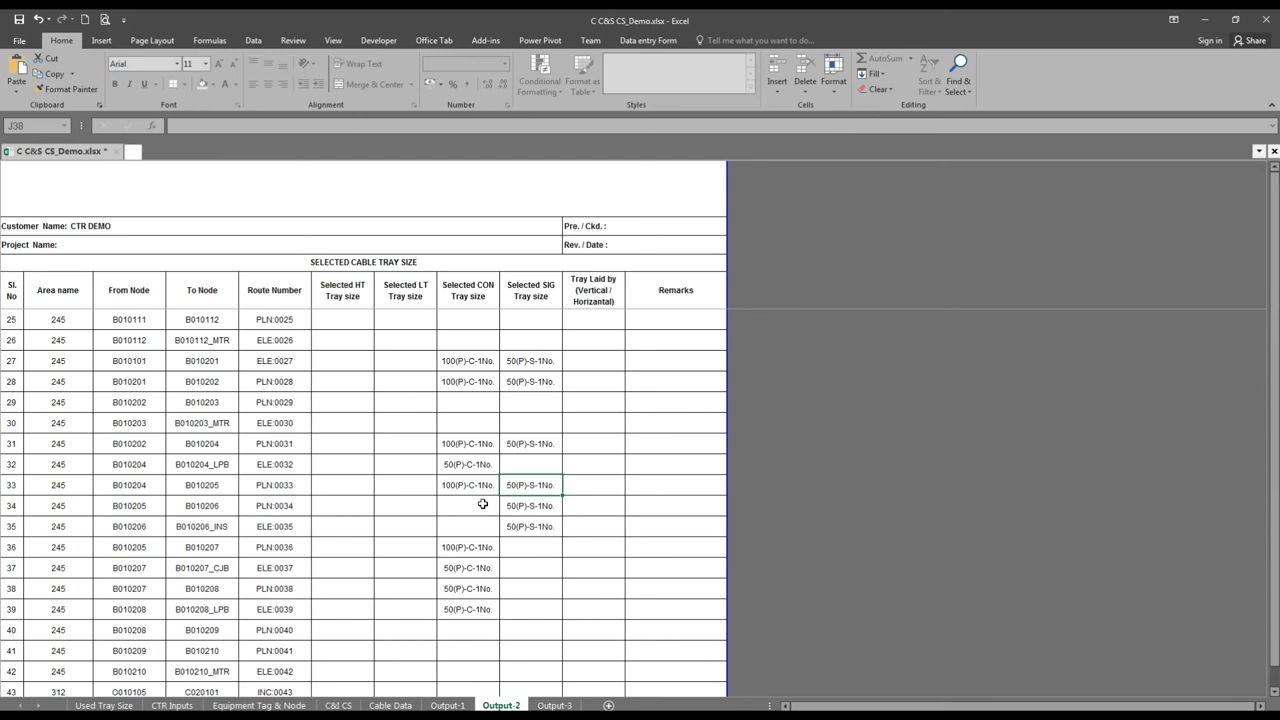 C C&S CS_Demo.xlsx - Excel
File Home Insert Page Layout Formulas Data Review View Developer Office Tab Add-ins Power Pivot Team Data entry Form Tell me what you want to do... Sign in Share
Paste
Cut
Copy
Format Painter
Clipboard
Arial 11
B I U
Font
Wrap Text
Merge & Center
Alignment
%
Number
Conditional Formatting
Format as Table
Styles
Insert Delete Format
Cells
AutoSum
Fill
Clear
Sort & Filter
Find & Select
Editing
J38
fx
C C&S CS_Demo.xlsx *
Customer Name: CTR DEMO Pre. / Ckd. :
Project Name: Rev. / Date :
SELECTED CABLE TRAY SIZE
Sl. No Area name From Node To Node Route Number Selected HT Tray size Selected LT Tray size Selected CON Tray size Selected SIG Tray size Tray Laid by (Vertical / Horizantal) Remarks
25 245 B010111 B010112 PLN:0025
26 245 B010112 B010112_MTR ELE:0026
27 245 B010101 B010201 ELE:0027 100(P)-C-1No. 50(P)-S-1No.
28 245 B010201 B010202 PLN:0028 100(P)-C-1No. 50(P)-S-1No.
29 245 B010202 B010203 PLN:0029
30 245 B010203 B010203_MTR ELE:0030
31 245 B010202 B010204 PLN:0031 100(P)-C-1No. 50(P)-S-1No.
32 245 B010204 B010204_LPB ELE:0032 50(P)-C-1No.
33 245 B010204 B010205 PLN:0033 100(P)-C-1No. 50(P)-S-1No.
34 245 B010205 B010206 PLN:0034 50(P)-S-1No.
35 245 B010206 B010206_INS ELE:0035 50(P)-S-1No.
36 245 B010205 B010207 PLN:0036 100(P)-C-1No.
37 245 B010207 B010207_CJB ELE:0037 50(P)-C-1No.
38 245 B010207 B010208 PLN:0038 50(P)-C-1No.
39 245 B010208 B010208_LPB ELE:0039 50(P)-C-1No.
40 245 B010208 B010209 PLN:0040
41 245 B010209 B010210 PLN:0041
42 245 B010210 B010210_MTR ELE:0042
43 312 O010105 C020101 INC:0043
Used Tray Size CTR Inputs Equipment Tag & Node C&I CS Cable Data Output-1 Output-2 Output-3